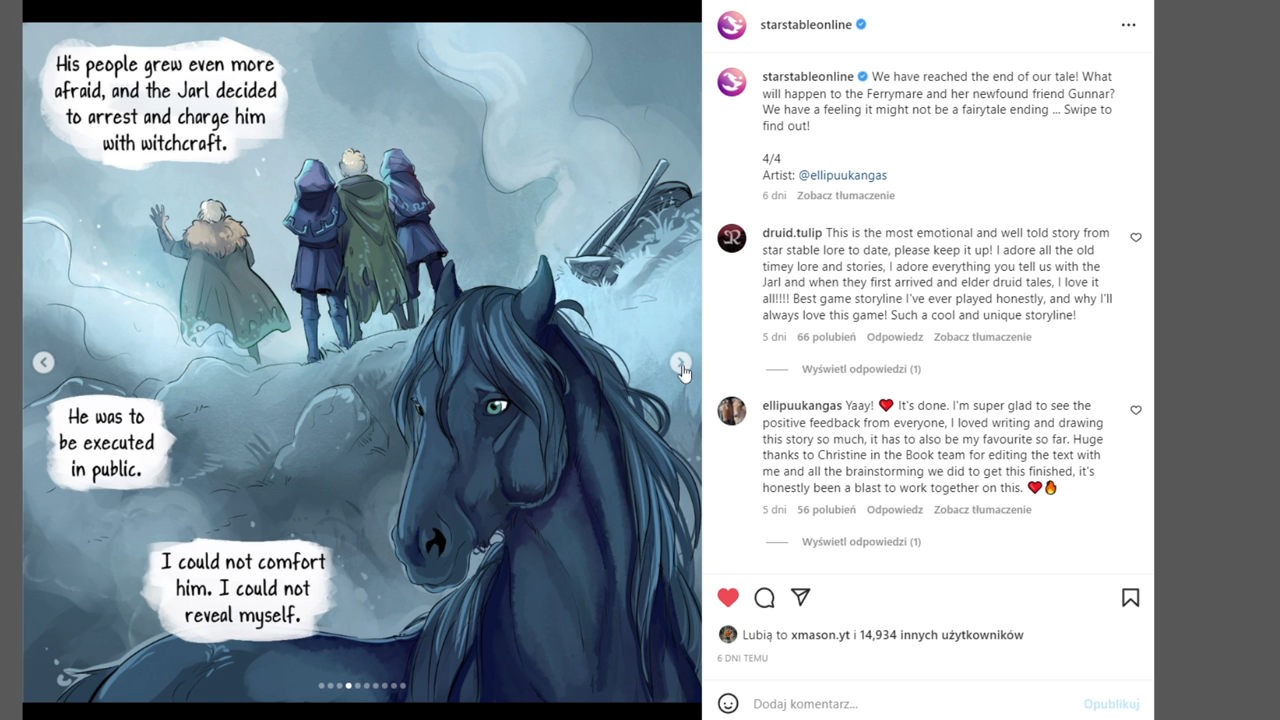 His people grew even more
afraid, and the Jarl decided
to arrest and charge him
with witchcraft.
He was to
be executed
in public.
I could not comfort
him. I could not
reveal myself.
starstableonline
starstableonline We have reached the end of our tale! What
will happen to the Ferrymare and her newfound friend Gunnar?
We have a feeling it might not be a fairytale ending ... Swipe to
find out!
4/4
Artist: @ellipuukangas
6 dni Zobacz tłumaczenie
druid.tulip This is the most emotional and well told story from
star stable lore to date, please keep it up! I adore all the old
timey lore and stories, I adore everything you tell us with the
Jarl and when they first arrived and elder druid tales, I love it
all!!!! Best game storyline I've ever played honestly, and why I'll
always love this game! Such a cool and unique storyline!
5 dni 66 polubień Odpowiedz Zobacz tłumaczenie
Wyświetl odpowiedzi (1)
ellipuukangas Yaay! ❤️ It's done. I'm super glad to see the
positive feedback from everyone, I loved writing and drawing
this story so much, it has to also be my favourite so far. Huge
thanks to Christine in the Book team for editing the text with
me and all the brainstorming we did to get this finished, it's
honestly been a blast to work together on this. ❤️🔥
5 dni 56 polubień Odpowiedz Zobacz tłumaczenie
Wyświetl odpowiedzi (1)
Lubią to xmason.yt i 14,934 innych użytkowników
6 DNI TEMU
Dodaj komentarz... Opublikuj